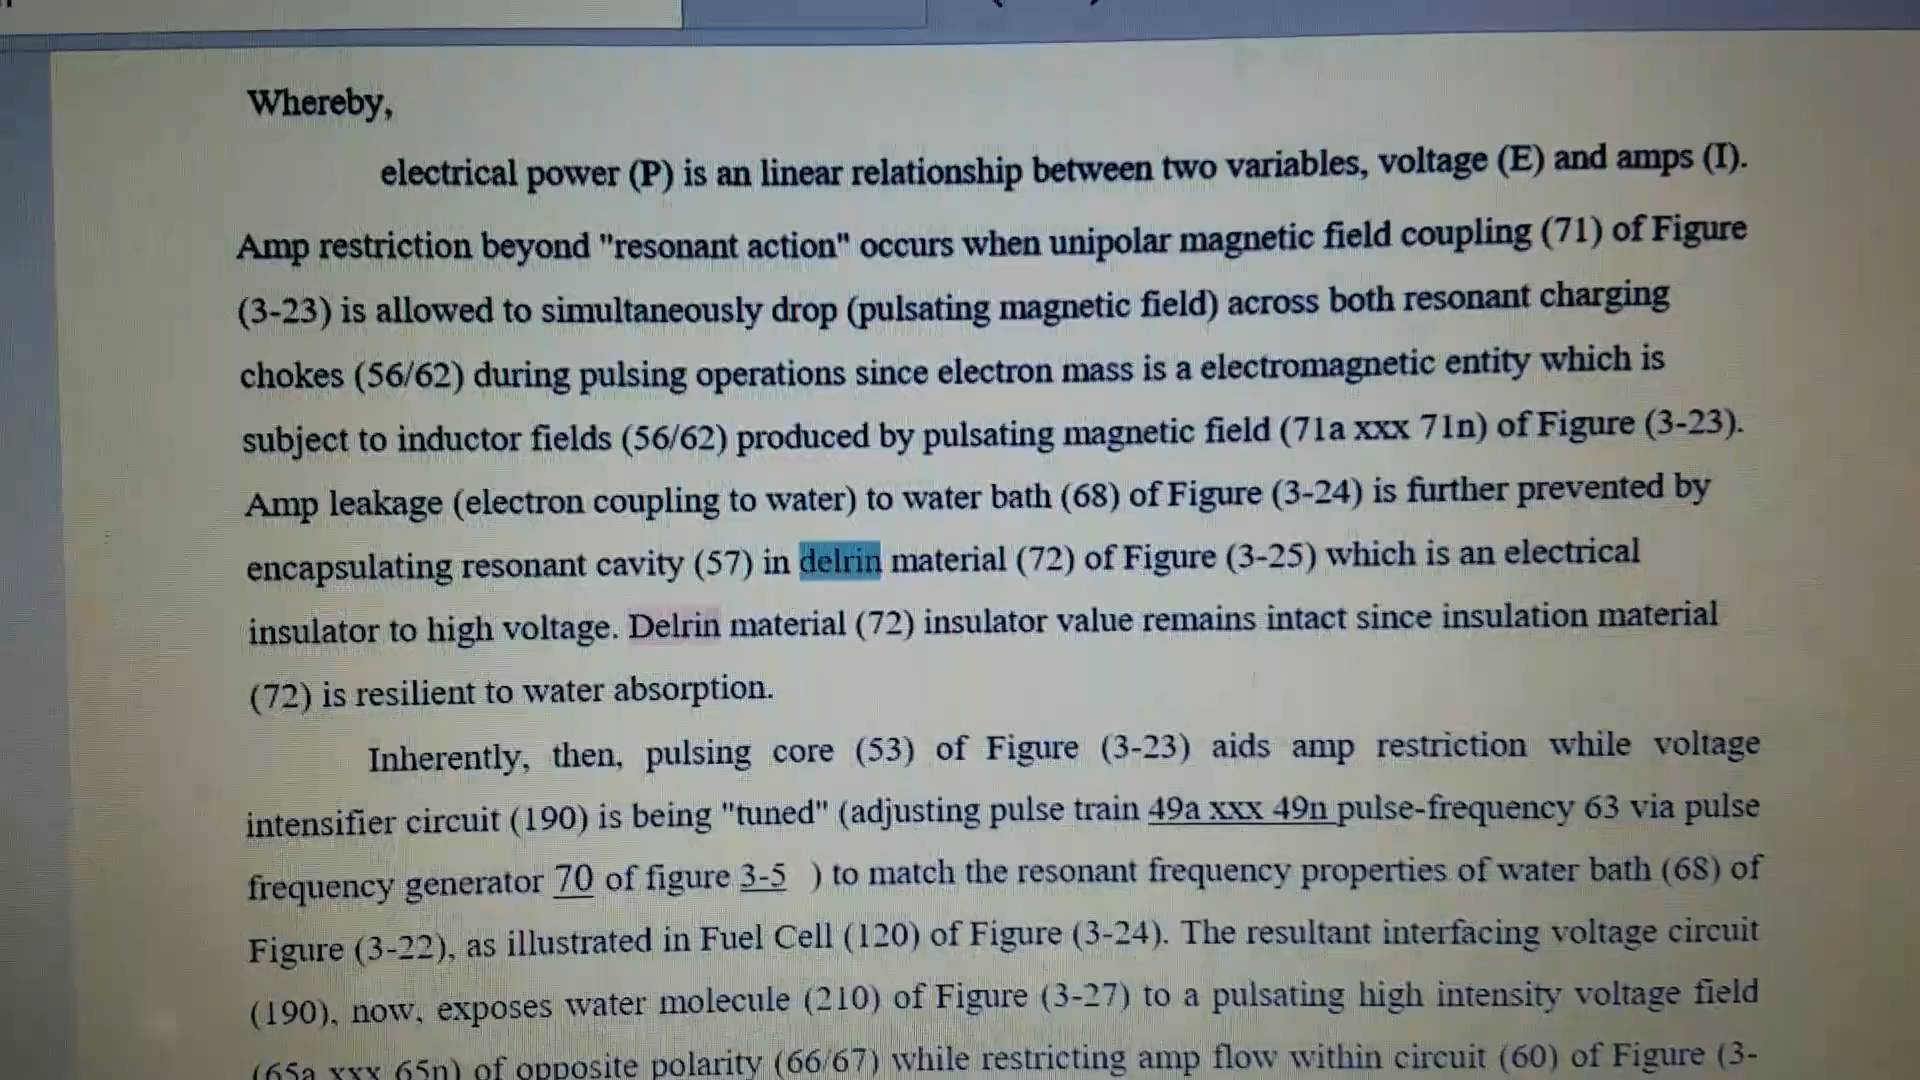 Whereby,
electrical power (P) is an linear relationship between two variables, voltage (E) and amps (I).
Amp restriction beyond "resonant action" occurs when unipolar magnetic field coupling (71) of Figure
(3-23) is allowed to simultaneously drop (pulsating magnetic field) across both resonant charging
chokes (56/62) during pulsing operations since electron mass is a electromagnetic entity which is
subject to inductor fields (56/62) produced by pulsating magnetic field (71a xxx 71n) of Figure (3-23).
Amp leakage (electron coupling to water) to water bath (68) of Figure (3-24) is further prevented by
encapsulating resonant cavity (57) in delrin material (72) of Figure (3-25) which is an electrical
insulator to high voltage. Delrin material (72) insulator value remains intact since insulation material
(72) is resilient to water absorption.
Inherently, then, pulsing core (53) of Figure (3-23) aids amp restriction while voltage
intensifier circuit (190) is being "tuned" (adjusting pulse train 49a xxx 49n pulse-frequency 63 via pulse
frequency generator 70 of figure 3-5 ) to match the resonant frequency properties of water bath (68) of
Figure (3-22), as illustrated in Fuel Cell (120) of Figure (3-24). The resultant interfacing voltage circuit
(190), now, exposes water molecule (210) of Figure (3-27) to a pulsating high intensity voltage field
(65a xxx 65n) of opposite polarity (66/67) while restricting amp flow within circuit (60) of Figure (3-